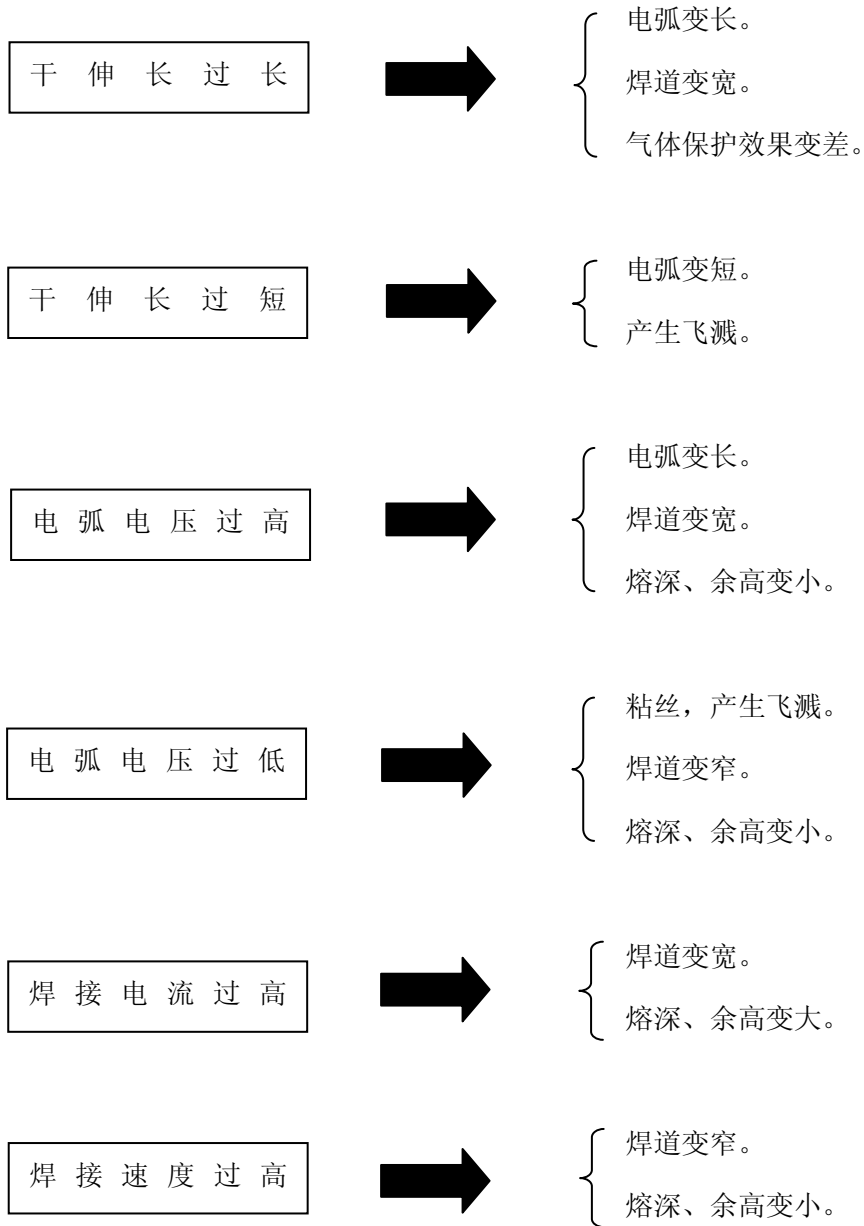 干伸长过长
电弧变长。
焊道变宽。
气体保护效果变差。
干伸长过短
电弧变短。
产生飞溅。
电弧电压过高
电弧变长。
焊道变宽。
熔深、余高变小。
电弧电压过低
粘丝，产生飞溅。
焊道变窄。
熔深、余高变小。
焊接电流过高
焊道变宽。
熔深、余高变大。
焊接速度过高
焊道变窄。
熔深、余高变小。